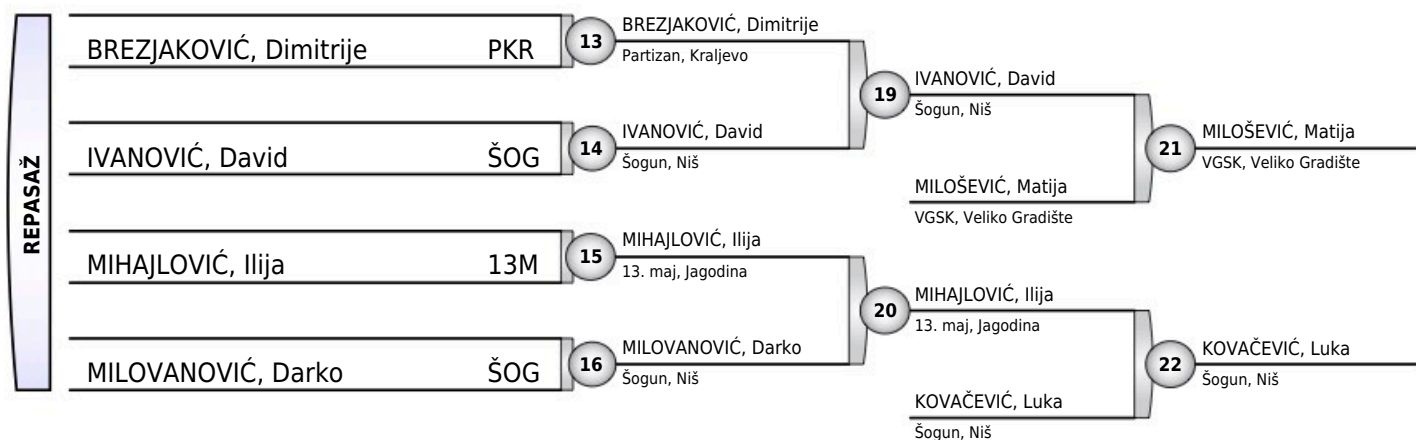 REPASAŽ
BREZJAKOVIĆ, Dimitrije PKR
IVANOVIĆ, David ŠOG
MIHAJLOVIĆ, Ilija 13M
MILOVANOVIĆ, Darko ŠOG
13
BREZJAKOVIĆ, Dimitrije
Partizan, Kraljevo
14
IVANOVIĆ, David
Šogun, Niš
15
MIHAJLOVIĆ, Ilija
13. maj, Jagodina
16
MILOVANOVIĆ, Darko
Šogun, Niš
19
IVANOVIĆ, David
Šogun, Niš
MILOŠEVIĆ, Matija
VGSK, Veliko Gradište
20
MIHAJLOVIĆ, Ilija
13. maj, Jagodina
KOVAČEVIĆ, Luka
Šogun, Niš
21
MILOŠEVIĆ, Matija
VGSK, Veliko Gradište
22
KOVAČEVIĆ, Luka
Šogun, Niš